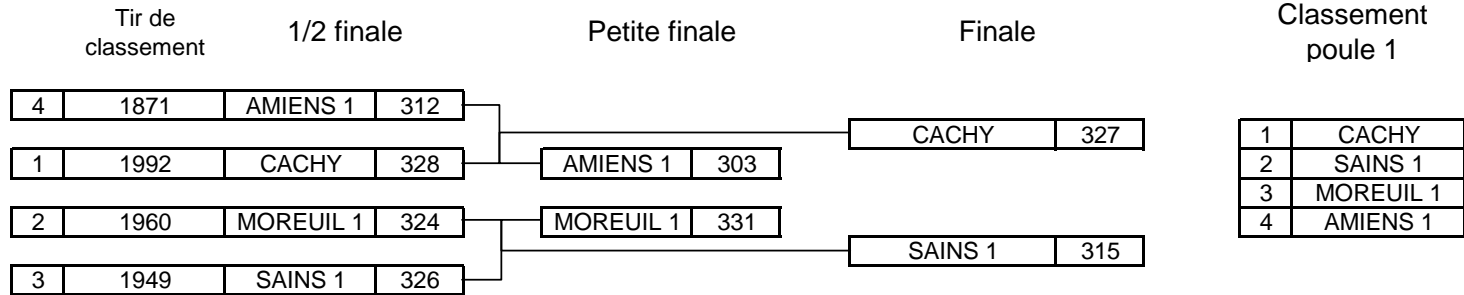 Tir de classement 1/2 finale Petite finale Finale Classement poule 1
4 1871 AMIENS 1 312
CACHY 327
1 CACHY
1 1992 CACHY 328
AMIENS 1 303
2 SAINS 1
3 MOREUIL 1
2 1960 MOREUIL 1 324
MOREUIL 1 331
4 AMIENS 1
SAINS 1 315
3 1949 SAINS 1 326